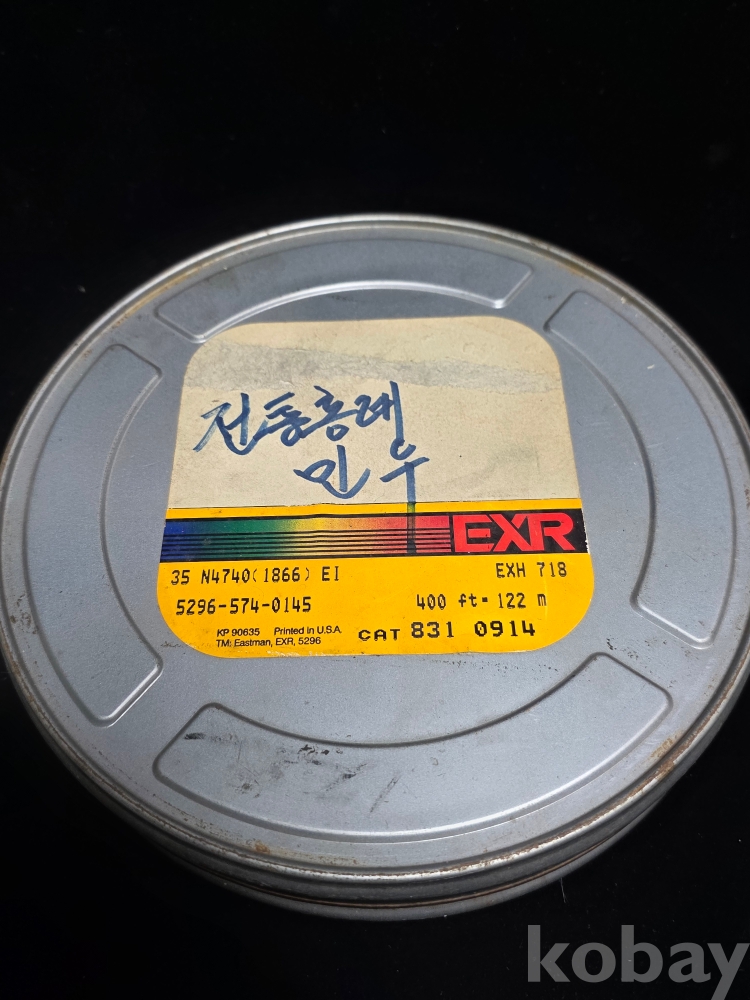 전통혼례
민우
EXR
35 N4740(1866) EI EXH 718
5296-574-0145 400 ft=122 m
KP 90635 Printed in U.S.A.
TM: Eastman, EXR, 5296
CAT 831 0914
kobay